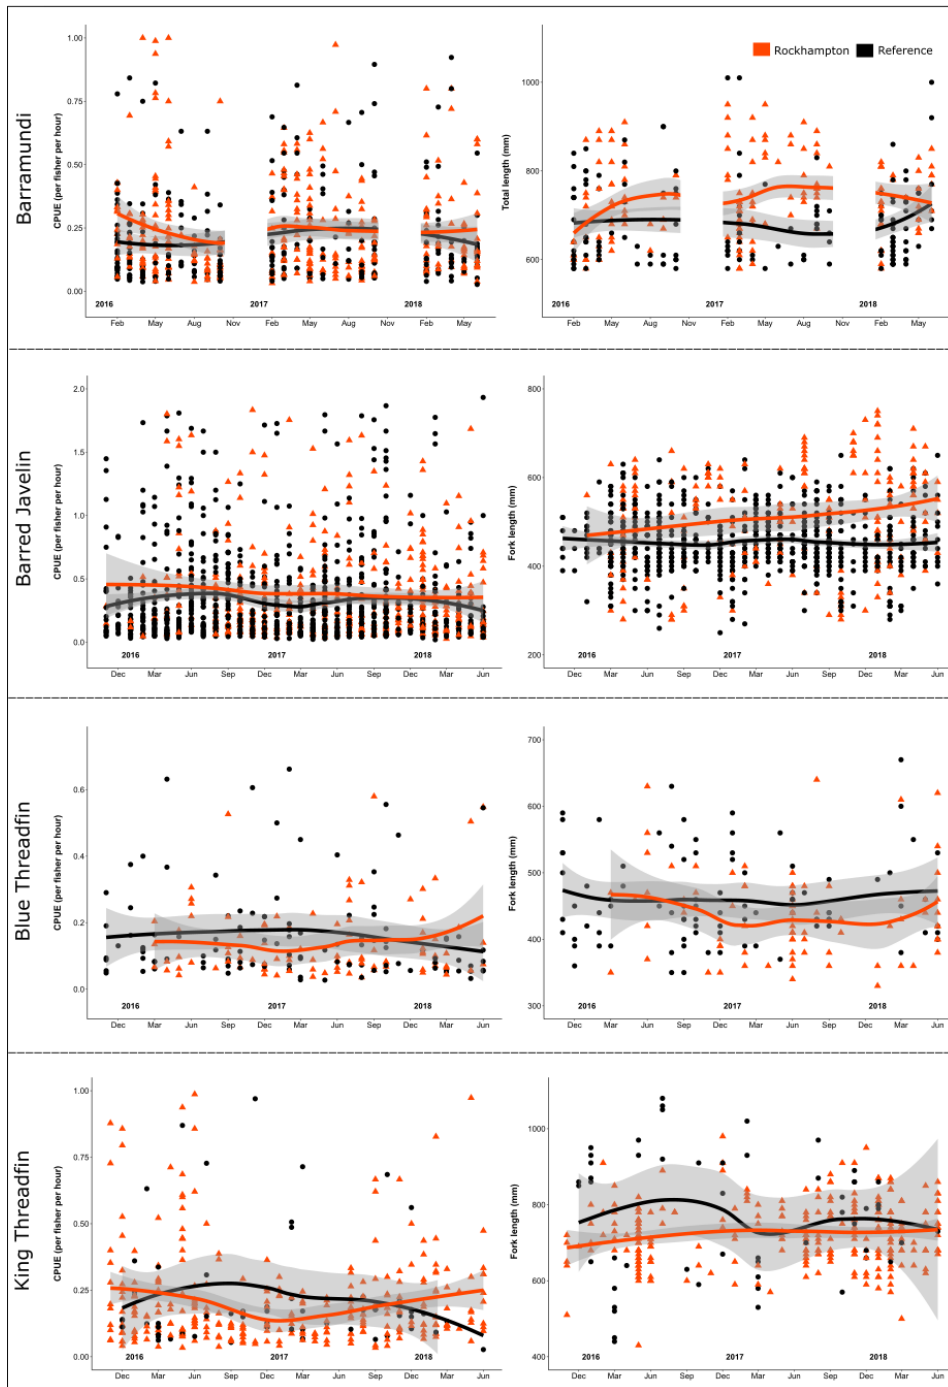 Barramundi
CPUE (per fisher per hour)
1.00
0.75
0.50
0.25
0.00
2016
2017
2018
Feb May Aug Nov Feb May Aug Nov Feb May
Total length (mm)
Rockhampton Reference
1000
800
600
2016
2017
2018
Feb May Aug Nov Feb May Aug Nov Feb May
Barred Javelin
CPUE (per fisher per hour)
2.0
1.5
1.0
0.5
0.0
2016
2017
2018
Dec Mar Jun Sep Dec Mar Jun Sep Dec Mar Jun
Fork length (mm)
800
600
400
200
2016
2017
2018
Dec Mar Jun Sep Dec Mar Jun Sep Dec Mar Jun
Blue Threadfin
CPUE (per fisher per hour)
0.6
0.4
0.2
0.0
2016
2017
2018
Dec Mar Jun Sep Dec Mar Jun Sep Dec Mar Jun
Fork length (mm)
700
600
500
400
300
2016
2017
2018
Dec Mar Jun Sep Dec Mar Jun Sep Dec Mar Jun
King Threadfin
CPUE (per fisher per hour)
1.00
0.75
0.50
0.25
0.00
2016
2017
2018
Dec Mar Jun Sep Dec Mar Jun Sep Dec Mar Jun
Fork length (mm)
1000
800
600
400
2016
2017
2018
Dec Mar Jun Sep Dec Mar Jun Sep Dec Mar Jun